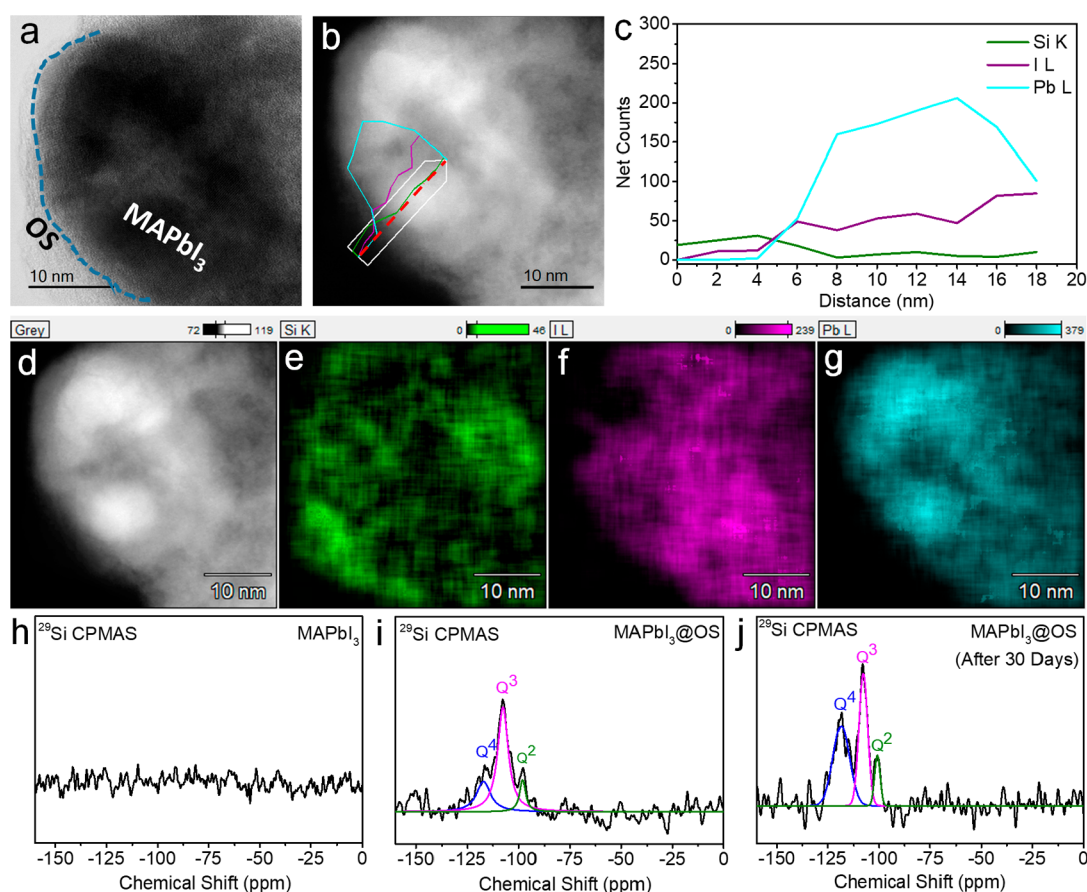 a
OS
MAPbI3
10 nm
b
10 nm
c
300
250
200
150
100
50
0
Net Counts
Si K
I L
Pb L
0 2 4 6 8 10 12 14 16 18 20
Distance (nm)
Grey 72 119
Si K 0 46
I L 0 239
Pb L 0 379
d
10 nm
e
10 nm
f
10 nm
g
10 nm
h
29Si CPMAS MAPbI3
-150 -125 -100 -75 -50 -25 0
Chemical Shift (ppm)
i
29Si CPMAS MAPbI3@OS
Q3
Q4 Q2
-150 -125 -100 -75 -50 -25 0
Chemical Shift (ppm)
j
29Si CPMAS MAPbI3@OS
(After 30 Days)
Q3
Q4
Q2
-150 -125 -100 -75 -50 -25 0
Chemical Shift (ppm)